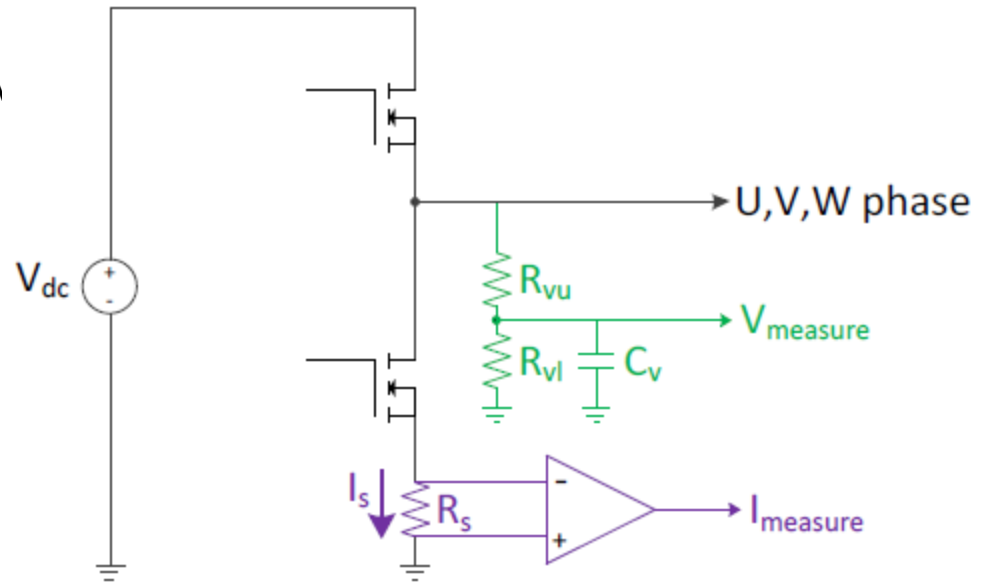 U,V,W phase
Vdc
+
-
Rvu
Vmeasure
Rvl
Cv
Is
Rs
-
+
Imeasure